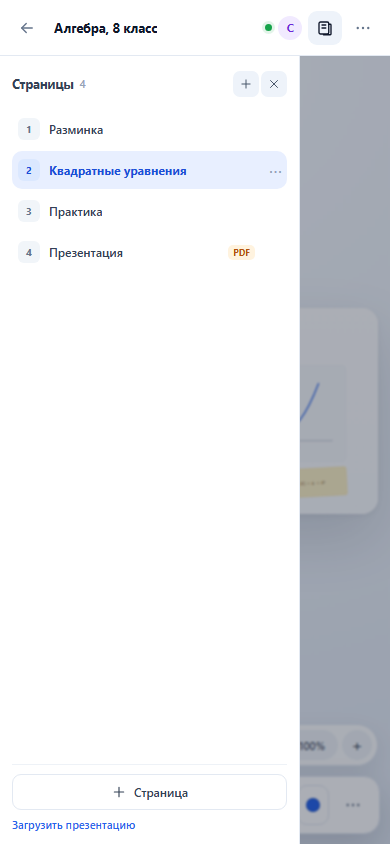 Алгебра, 8 класс
С
Страницы 4
1 Разминка
2 Квадратные уравнения
3 Практика
4 Презентация PDF
100%
Страница
Загрузить презентацию